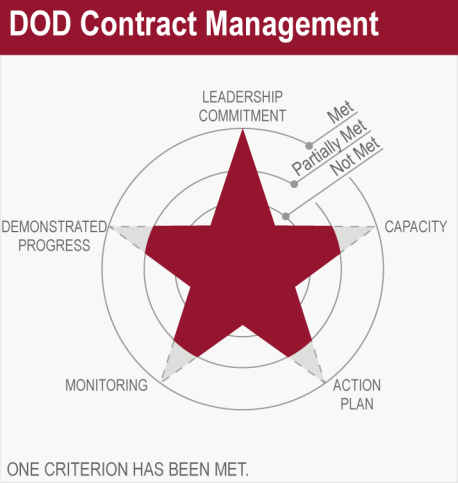 DOD Contract Management
LEADERSHIP
COMMITMENT
Met
Partially Met
Not Met
DEMONSTRATED
PROGRESS
CAPACITY
MONITORING
ACTION
PLAN
ONE CRITERION HAS BEEN MET.